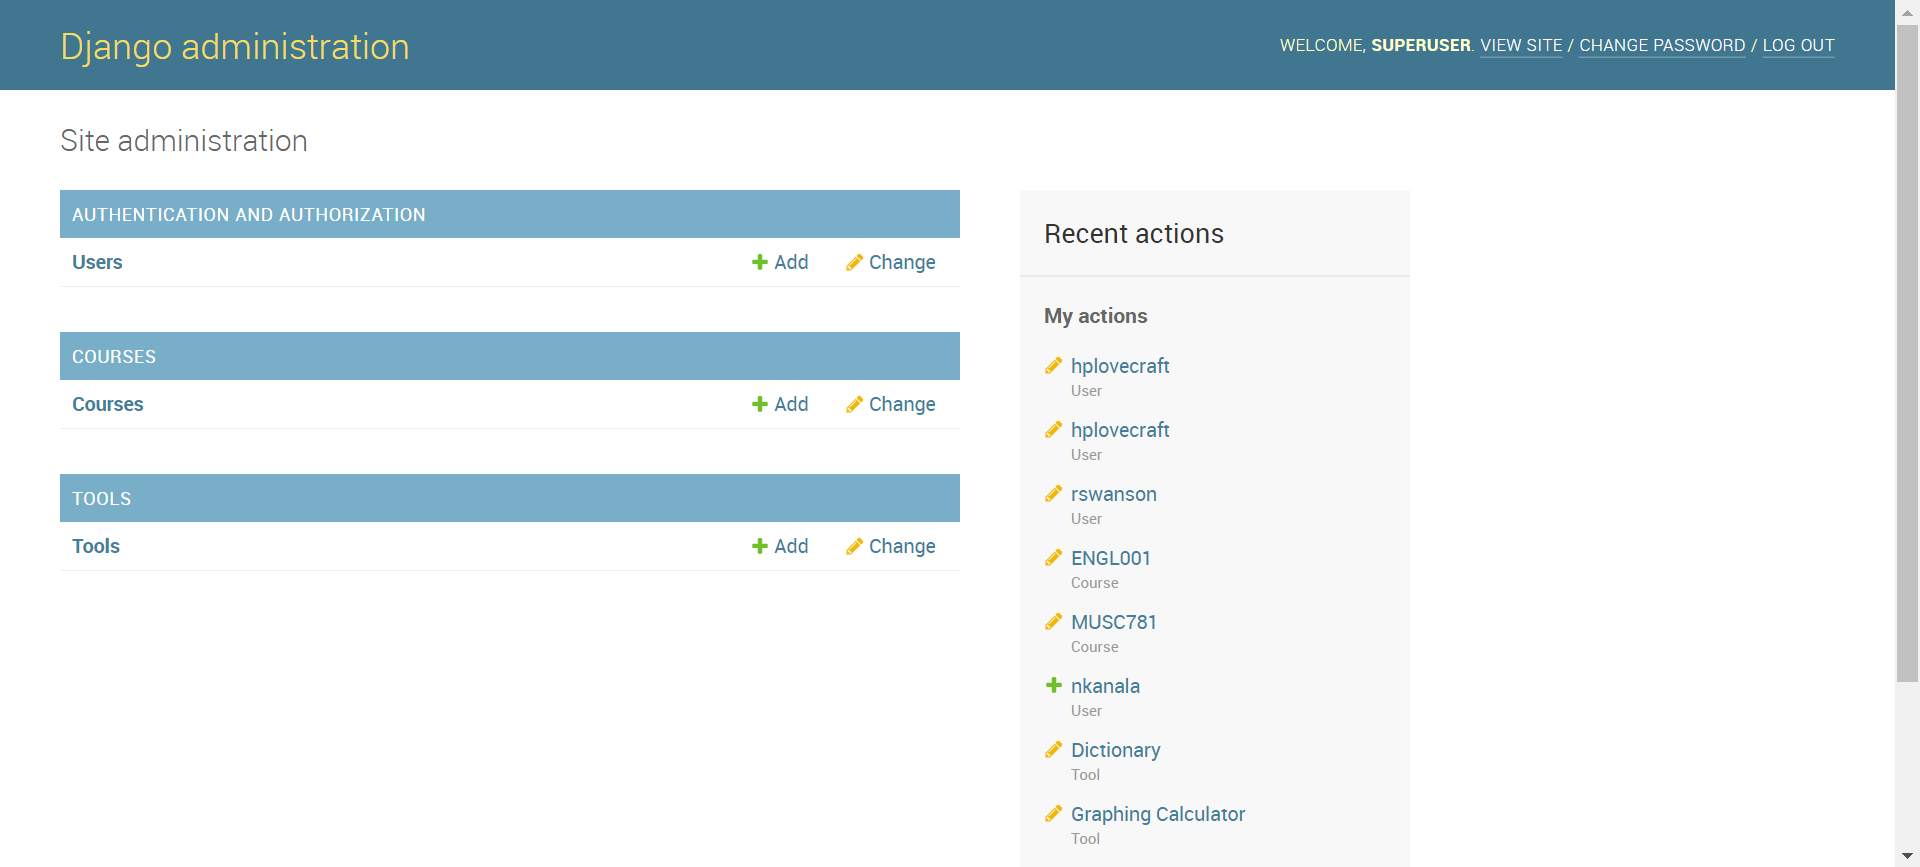 Django administration
WELCOME, SUPERUSER. VIEW SITE / CHANGE PASSWORD / LOG OUT
Site administration
AUTHENTICATION AND AUTHORIZATION
Users Add Change
COURSES
Courses Add Change
TOOLS
Tools Add Change
Recent actions
My actions
hplovecraft
User
hplovecraft
User
rswanson
User
ENGL001
Course
MUSC781
Course
nkanala
User
Dictionary
Tool
Graphing Calculator
Tool